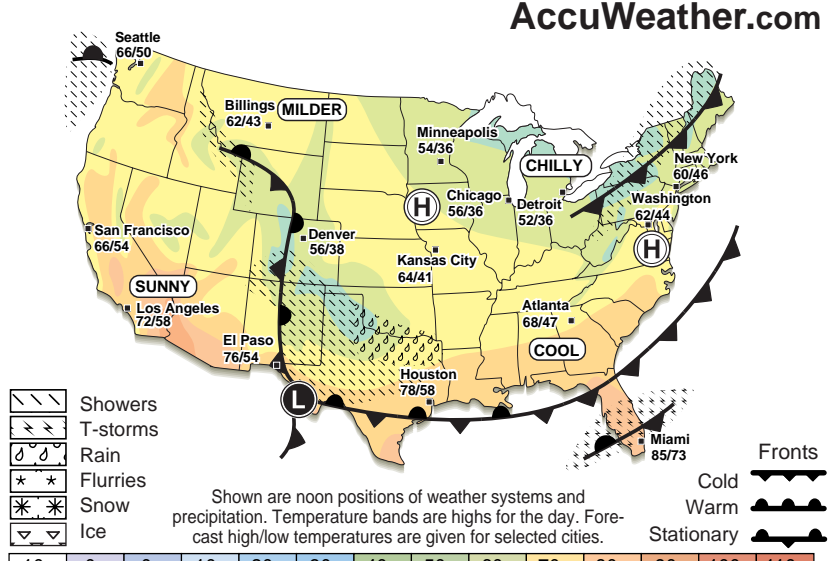 AccuWeather.com
Seattle
66/50
Billings
62/43
MILDER
Minneapolis
54/36
CHILLY
New York
60/46
Chicago
56/36
Detroit
52/36
Washington
62/44
H
H
San Francisco
66/54
Denver
56/38
Kansas City
64/41
SUNNY
Los Angeles
72/58
Atlanta
68/47
COOL
El Paso
76/54
Houston
78/58
L
Miami
85/73
Showers
T-storms
Rain
Flurries
Snow
Ice
Fronts
Cold
Warm
Stationary
Shown are noon positions of weather systems and
precipitation. Temperature bands are highs for the day. Fore-
cast high/low temperatures are given for selected cities.